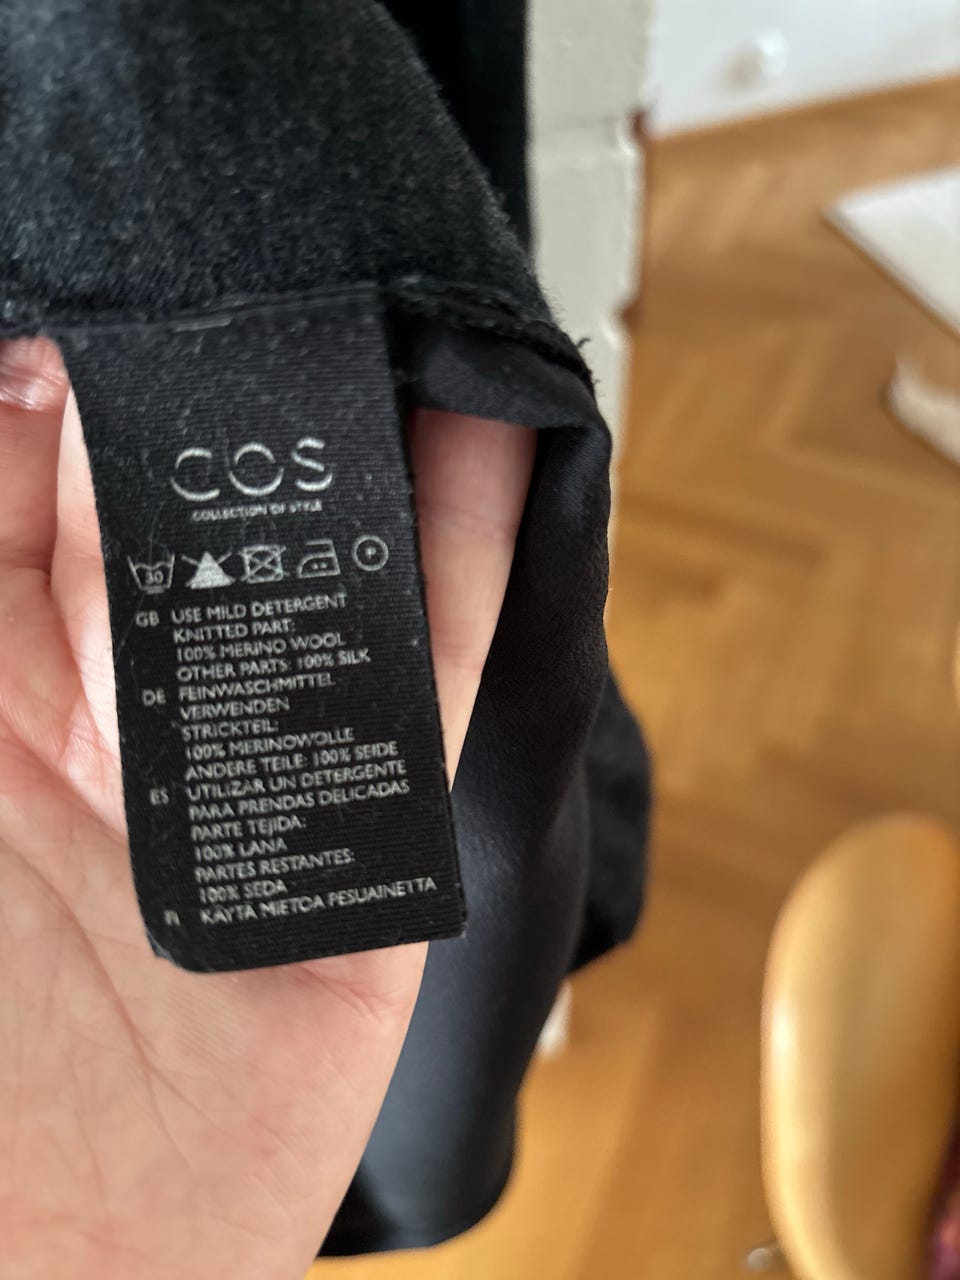 COS
COLLECTION OF STYLE
30
GB USE MILD DETERGENT
KNITTED PART:
100% MERINO WOOL
OTHER PARTS: 100% SILK
DE FEINWASCHMITTEL
VERWENDEN
STRICKTEIL:
100% MERINOWOLLE
ANDERE TEILE: 100% SEIDE
ES UTILIZAR UN DETERGENTE
PARA PRENDAS DELICADAS
PARTE TEJIDA:
100% LANA
PARTES RESTANTES:
100% SEDA
FI KÄYTÄ MIETOA PESUAINETTA